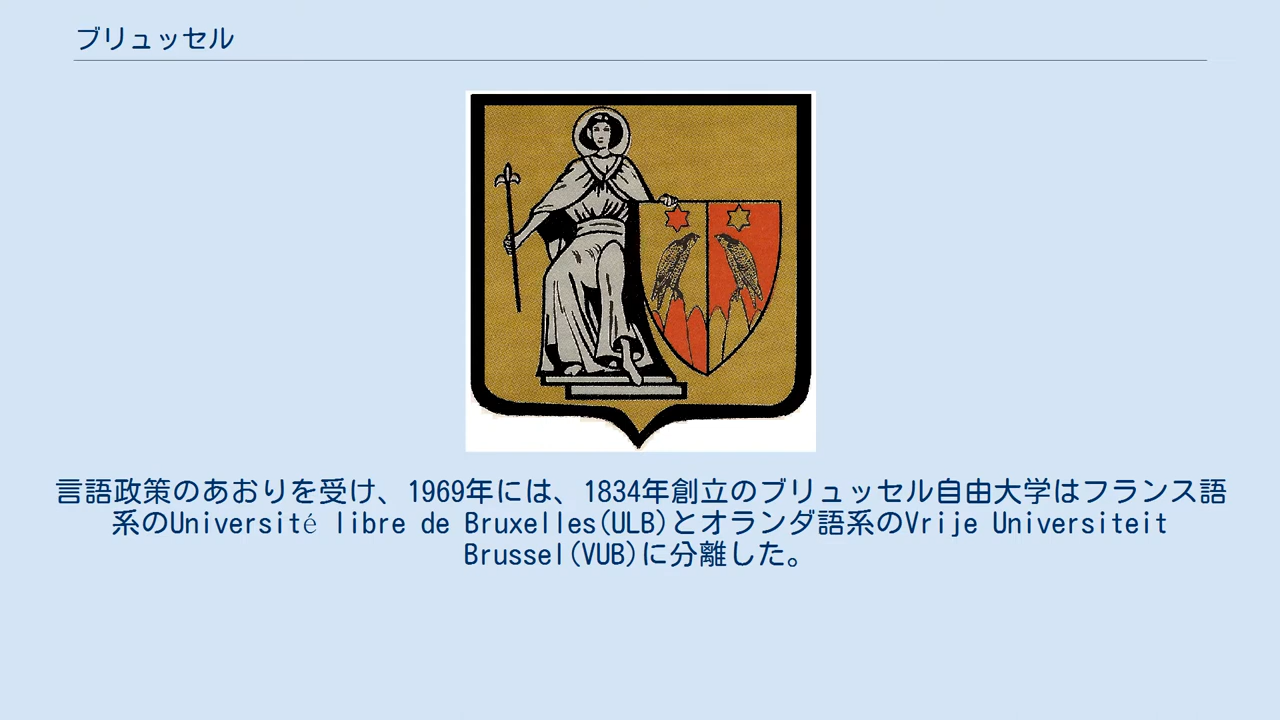 ブリュッセル
言語政策のあおりを受け、1969年には、1834年創立のブリュッセル自由大学はフランス語
系のUniversité libre de Bruxelles(ULB)とオランダ語系のVrije Universiteit
Brussel(VUB)に分離した。